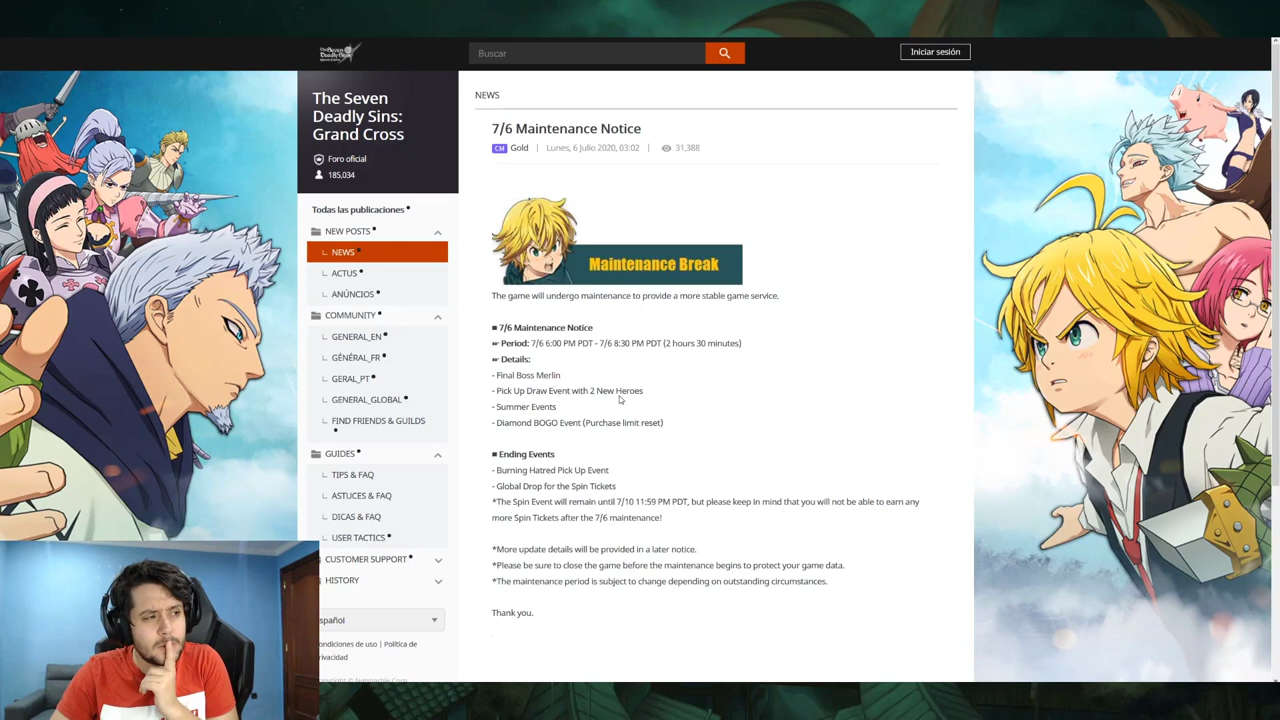 The Seven Deadly Sins Grand Cross
Buscar
Iniciar sesión
The Seven
Deadly Sins:
Grand Cross
Foro oficial
185,034
Todas las publicaciones
NEW POSTS
NEWS
ACTUS
ANÚNCIOS
COMMUNITY
GENERAL_EN
GÉNÉRAL_FR
GERAL_PT
GENERAL_GLOBAL
FIND FRIENDS & GUILDS
GUIDES
TIPS & FAQ
ASTUCES & FAQ
DICAS & FAQ
USER TACTICS
CUSTOMER SUPPORT
HISTORY
spañol
ondiciones de uso | Política de
rivacidad
NEWS
7/6 Maintenance Notice
CM Gold | Lunes, 6 Julio 2020, 03:02 | 31,388
Maintenance Break
The game will undergo maintenance to provide a more stable game service.
■ 7/6 Maintenance Notice
☛ Period: 7/6 6:00 PM PDT - 7/6 8:30 PM PDT (2 hours 30 minutes)
☛ Details:
- Final Boss Merlin
- Pick Up Draw Event with 2 New Heroes
- Summer Events
- Diamond BOGO Event (Purchase limit reset)
■ Ending Events
- Burning Hatred Pick Up Event
- Global Drop for the Spin Tickets
*The Spin Event will remain until 7/10 11:59 PM PDT, but please keep in mind that you will not be able to earn any
more Spin Tickets after the 7/6 maintenance!
*More update details will be provided in a later notice.
*Please be sure to close the game before the maintenance begins to protect your game data.
*The maintenance period is subject to change depending on outstanding circumstances.
Thank you.